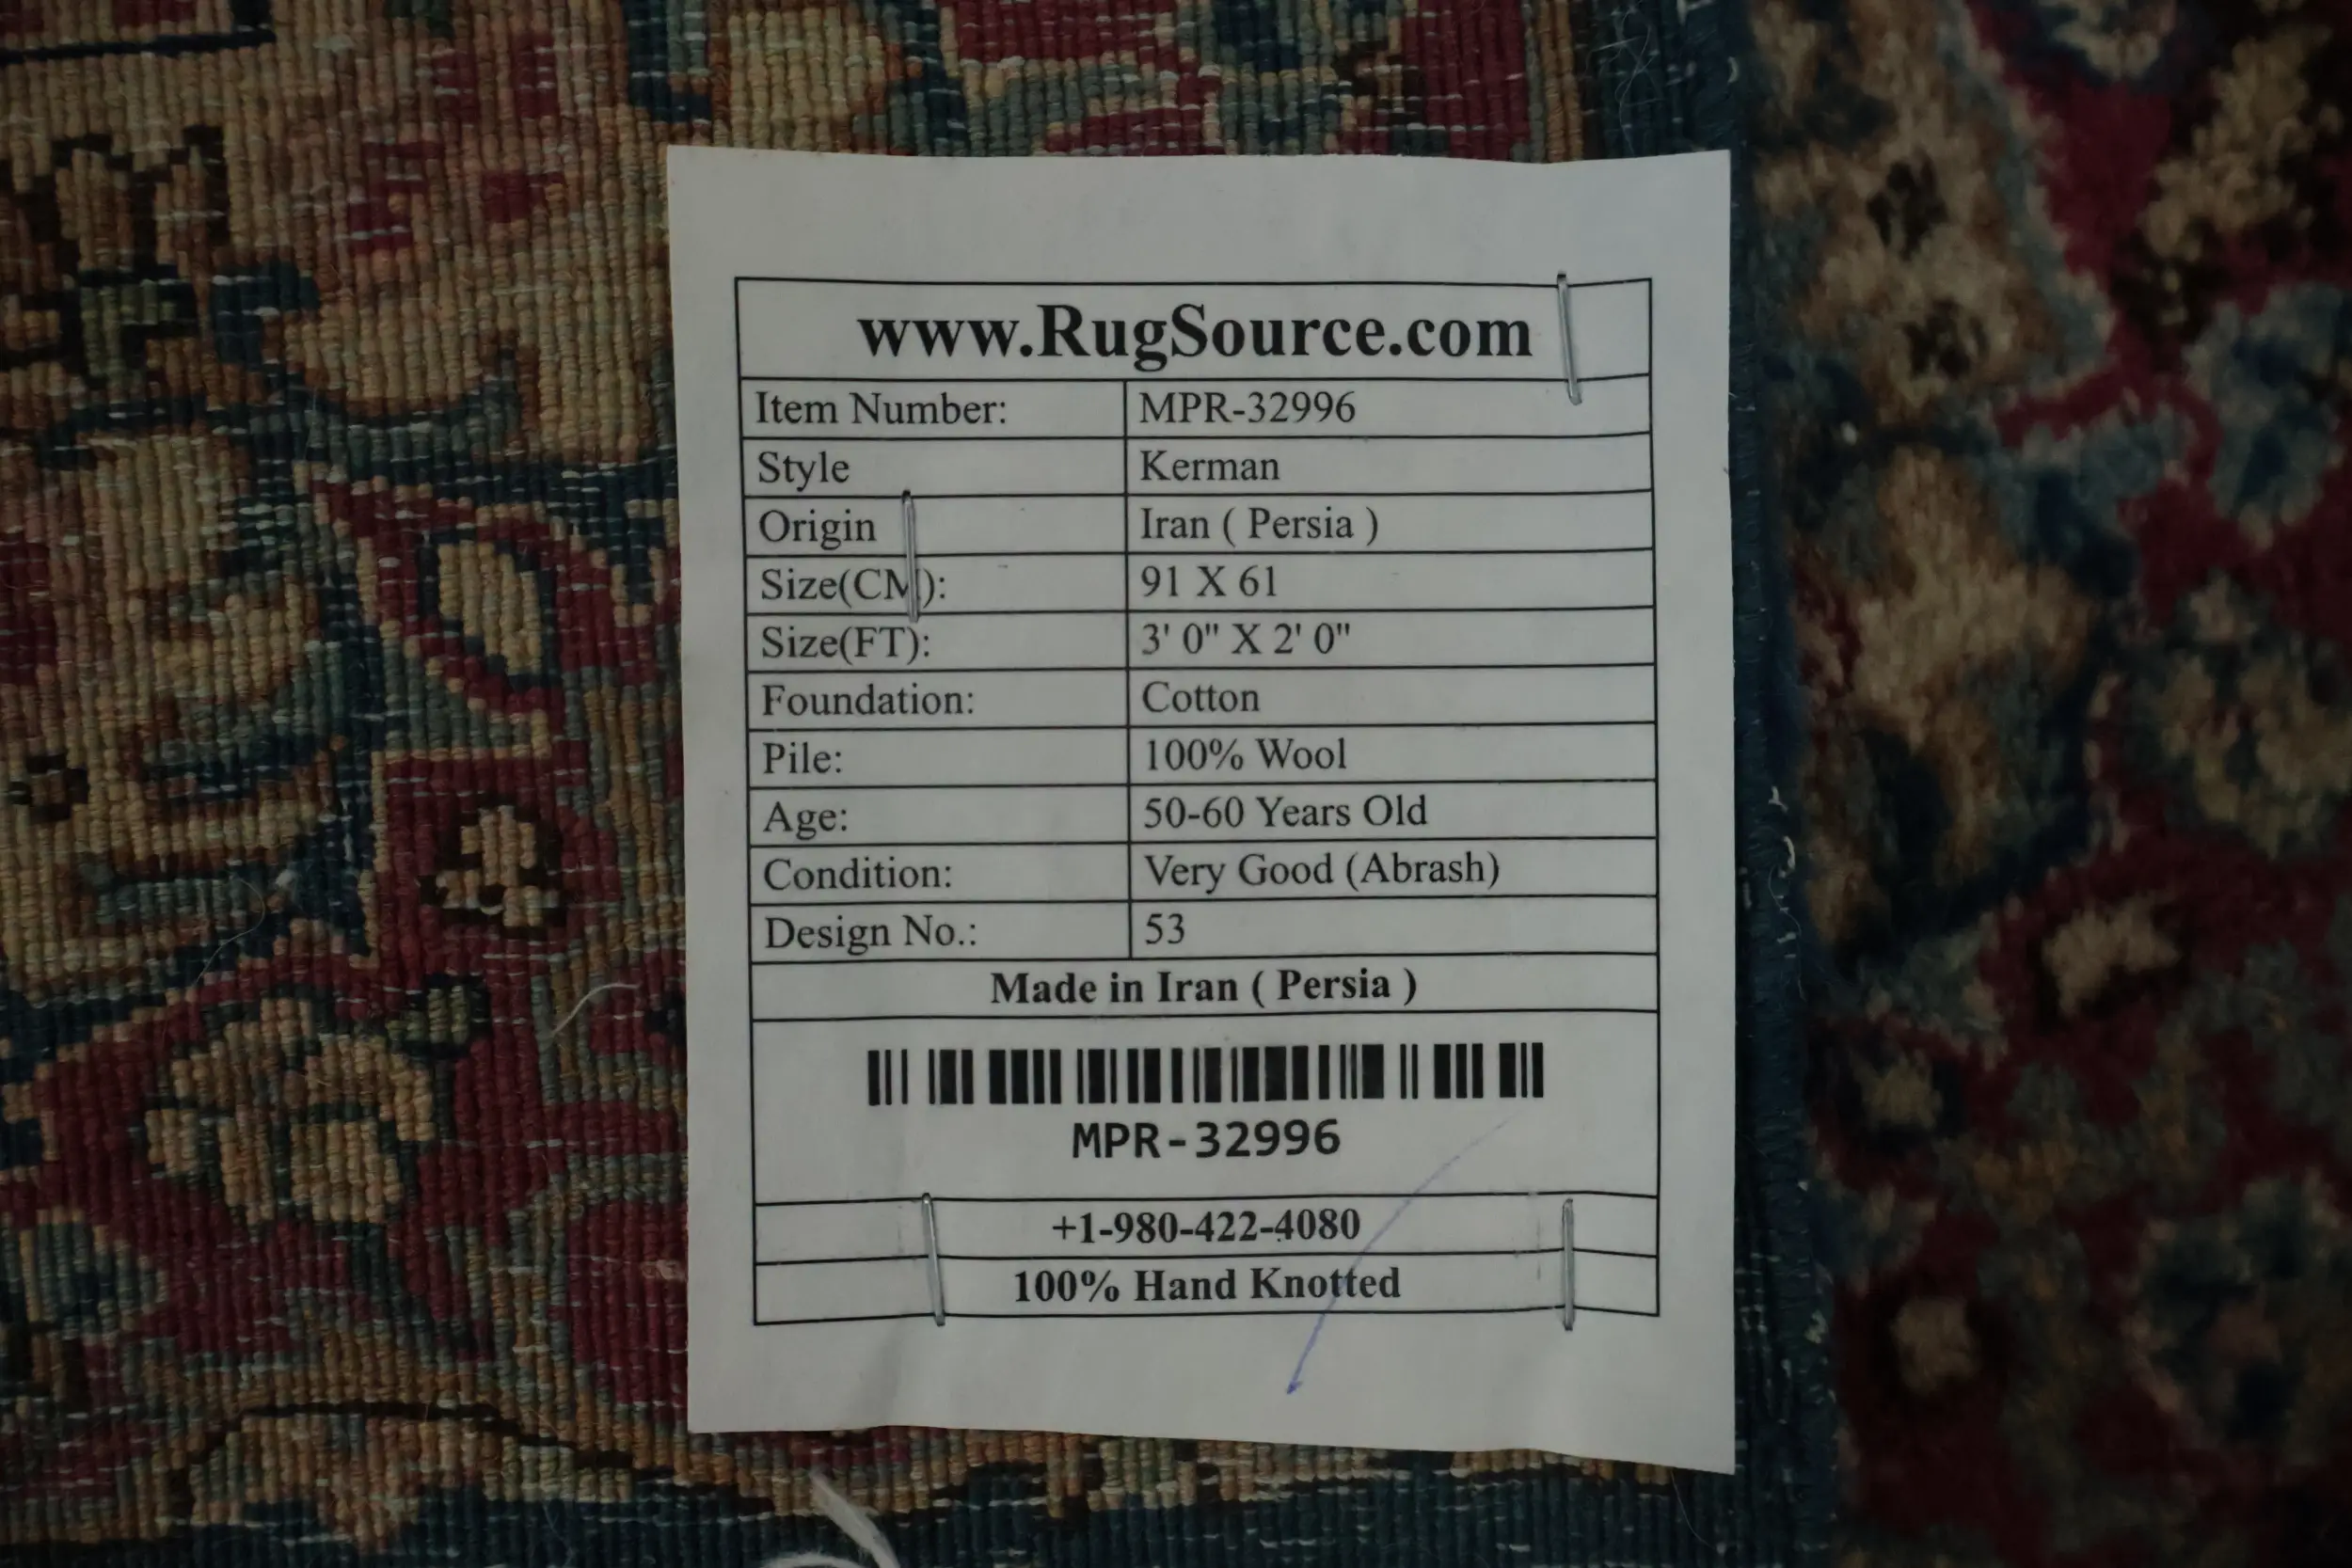 www.RugSource.com
Item Number: MPR-32996
Style Kerman
Origin Iran ( Persia )
Size(CM): 91 X 61
Size(FT): 3' 0" X 2' 0"
Foundation: Cotton
Pile: 100% Wool
Age: 50-60 Years Old
Condition: Very Good (Abrash)
Design No.: 53
Made in Iran ( Persia )
MPR-32996
+1-980-422-4080
100% Hand Knotted